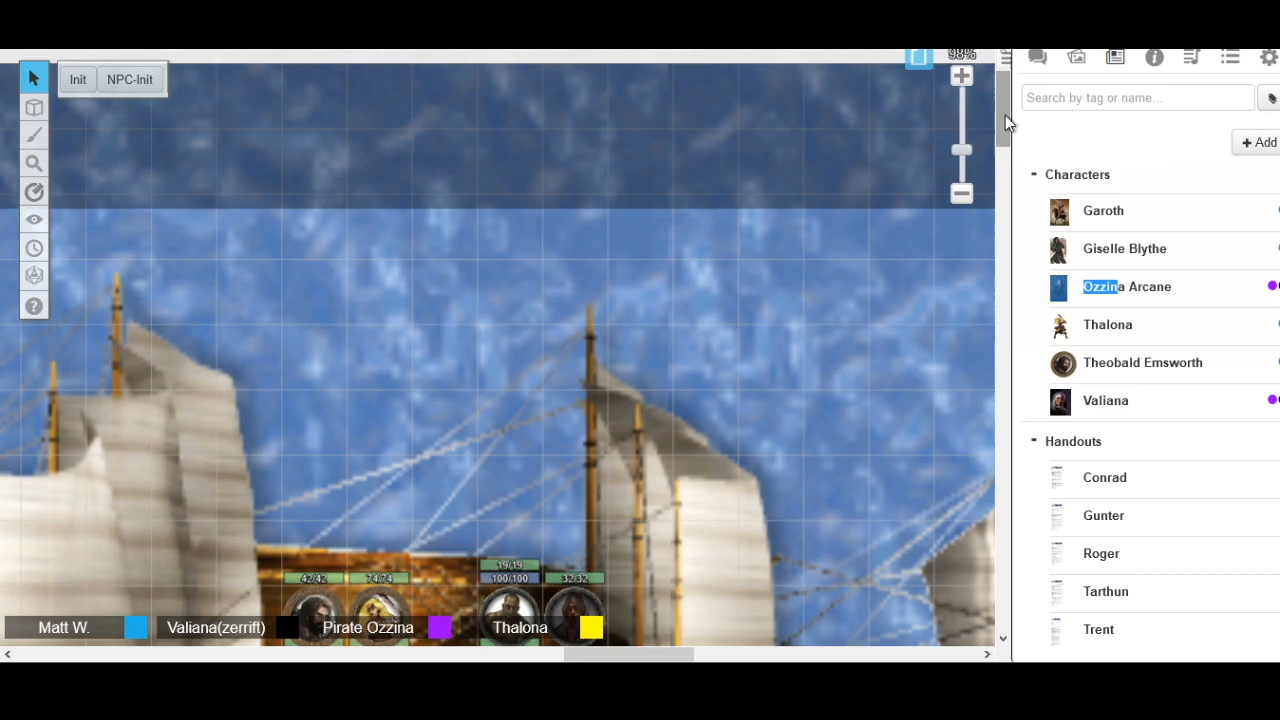 98%
Init NPC-Init
Search by tag or name...
+ Add
Characters
Garoth
Giselle Blythe
Ozzina Arcane
Thalona
Theobald Emsworth
Valiana
Handouts
Conrad
Gunter
Roger
Tarthun
Trent
19/19
42/42 74/74 100/100 32/32
Matt W. Valiana(zerrift) Pirate Ozzina Thalona